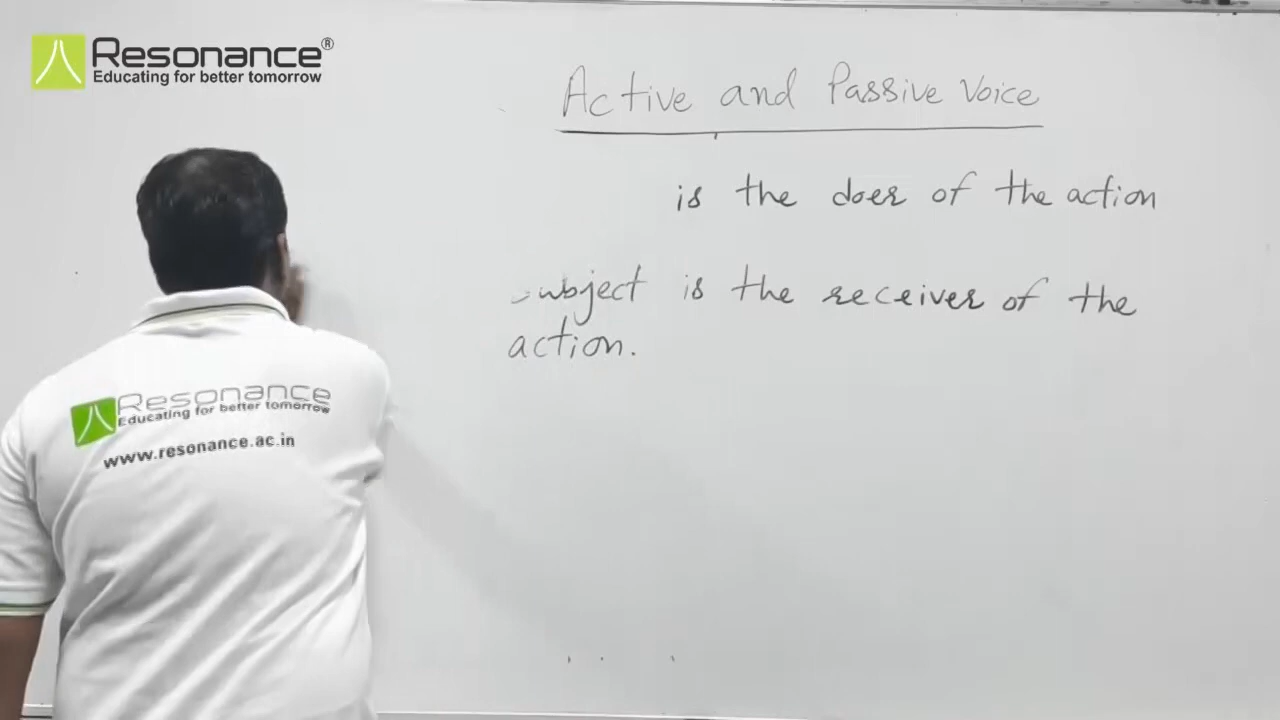 Resonance®
Educating for better tomorrow
Active and Passive Voice
is the doer of the action
subject is the receiver of the
action.
Resonance
Educating for better tomorrow
www.resonance.ac.in